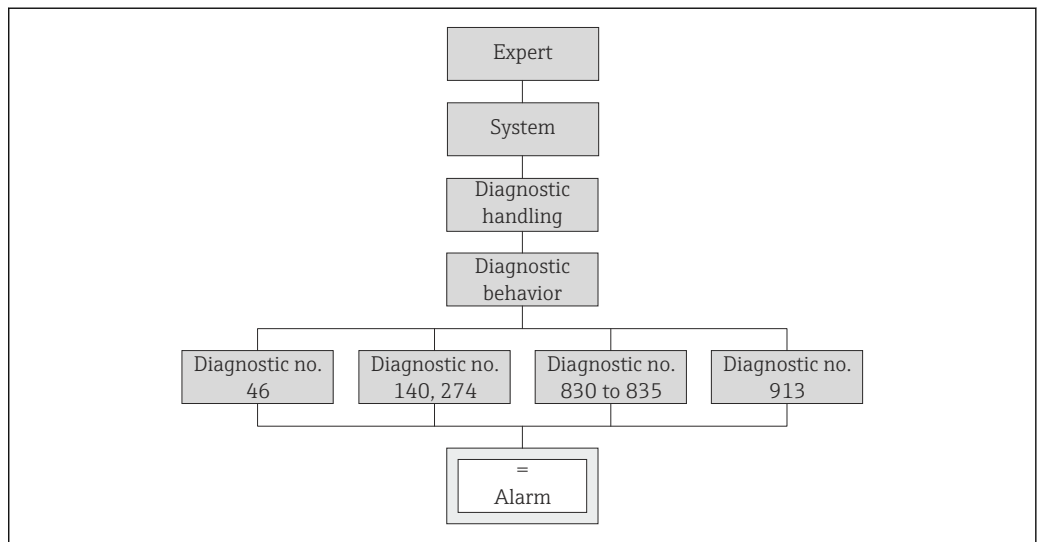 Expert
System
Diagnostic
handling
Diagnostic
behavior
Diagnostic no.
46
Diagnostic no.
140, 274
Diagnostic no.
830 to 835
Diagnostic no.
913
=
Alarm